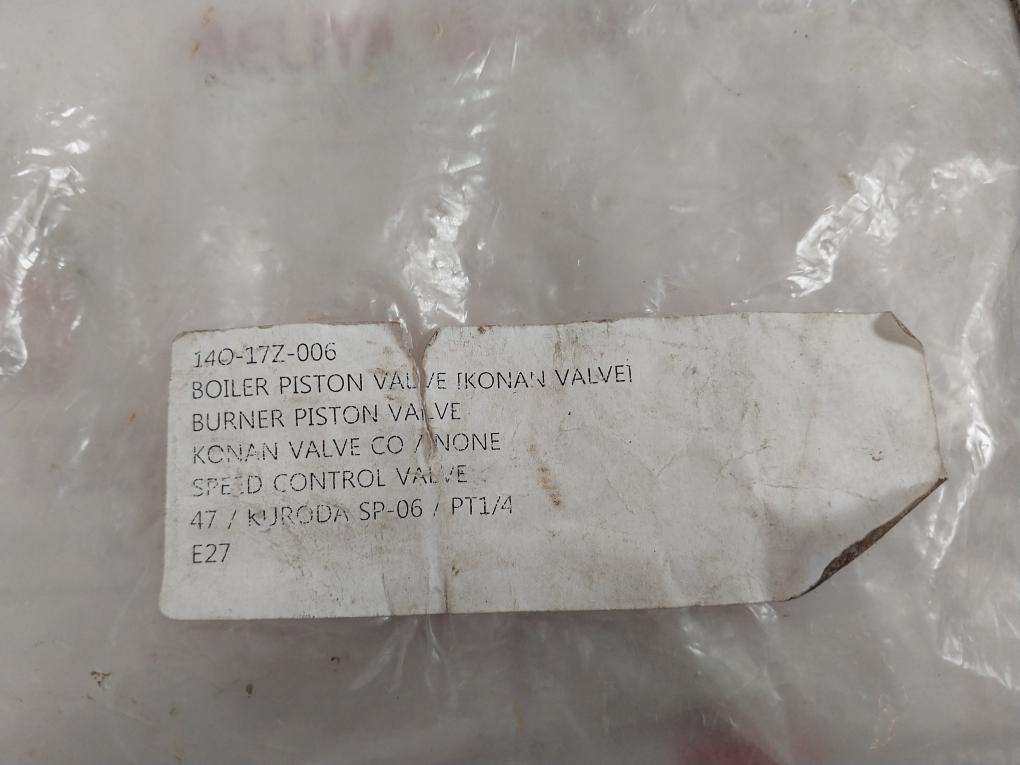 140-17Z-006
BOILER PISTON VALVE [KONAN VALVE]
BURNER PISTON VALVE
KONAN VALVE CO / NONE
SPEED CONTROL VALVE
47 / KURODA SP-06 / PT1/4
E27